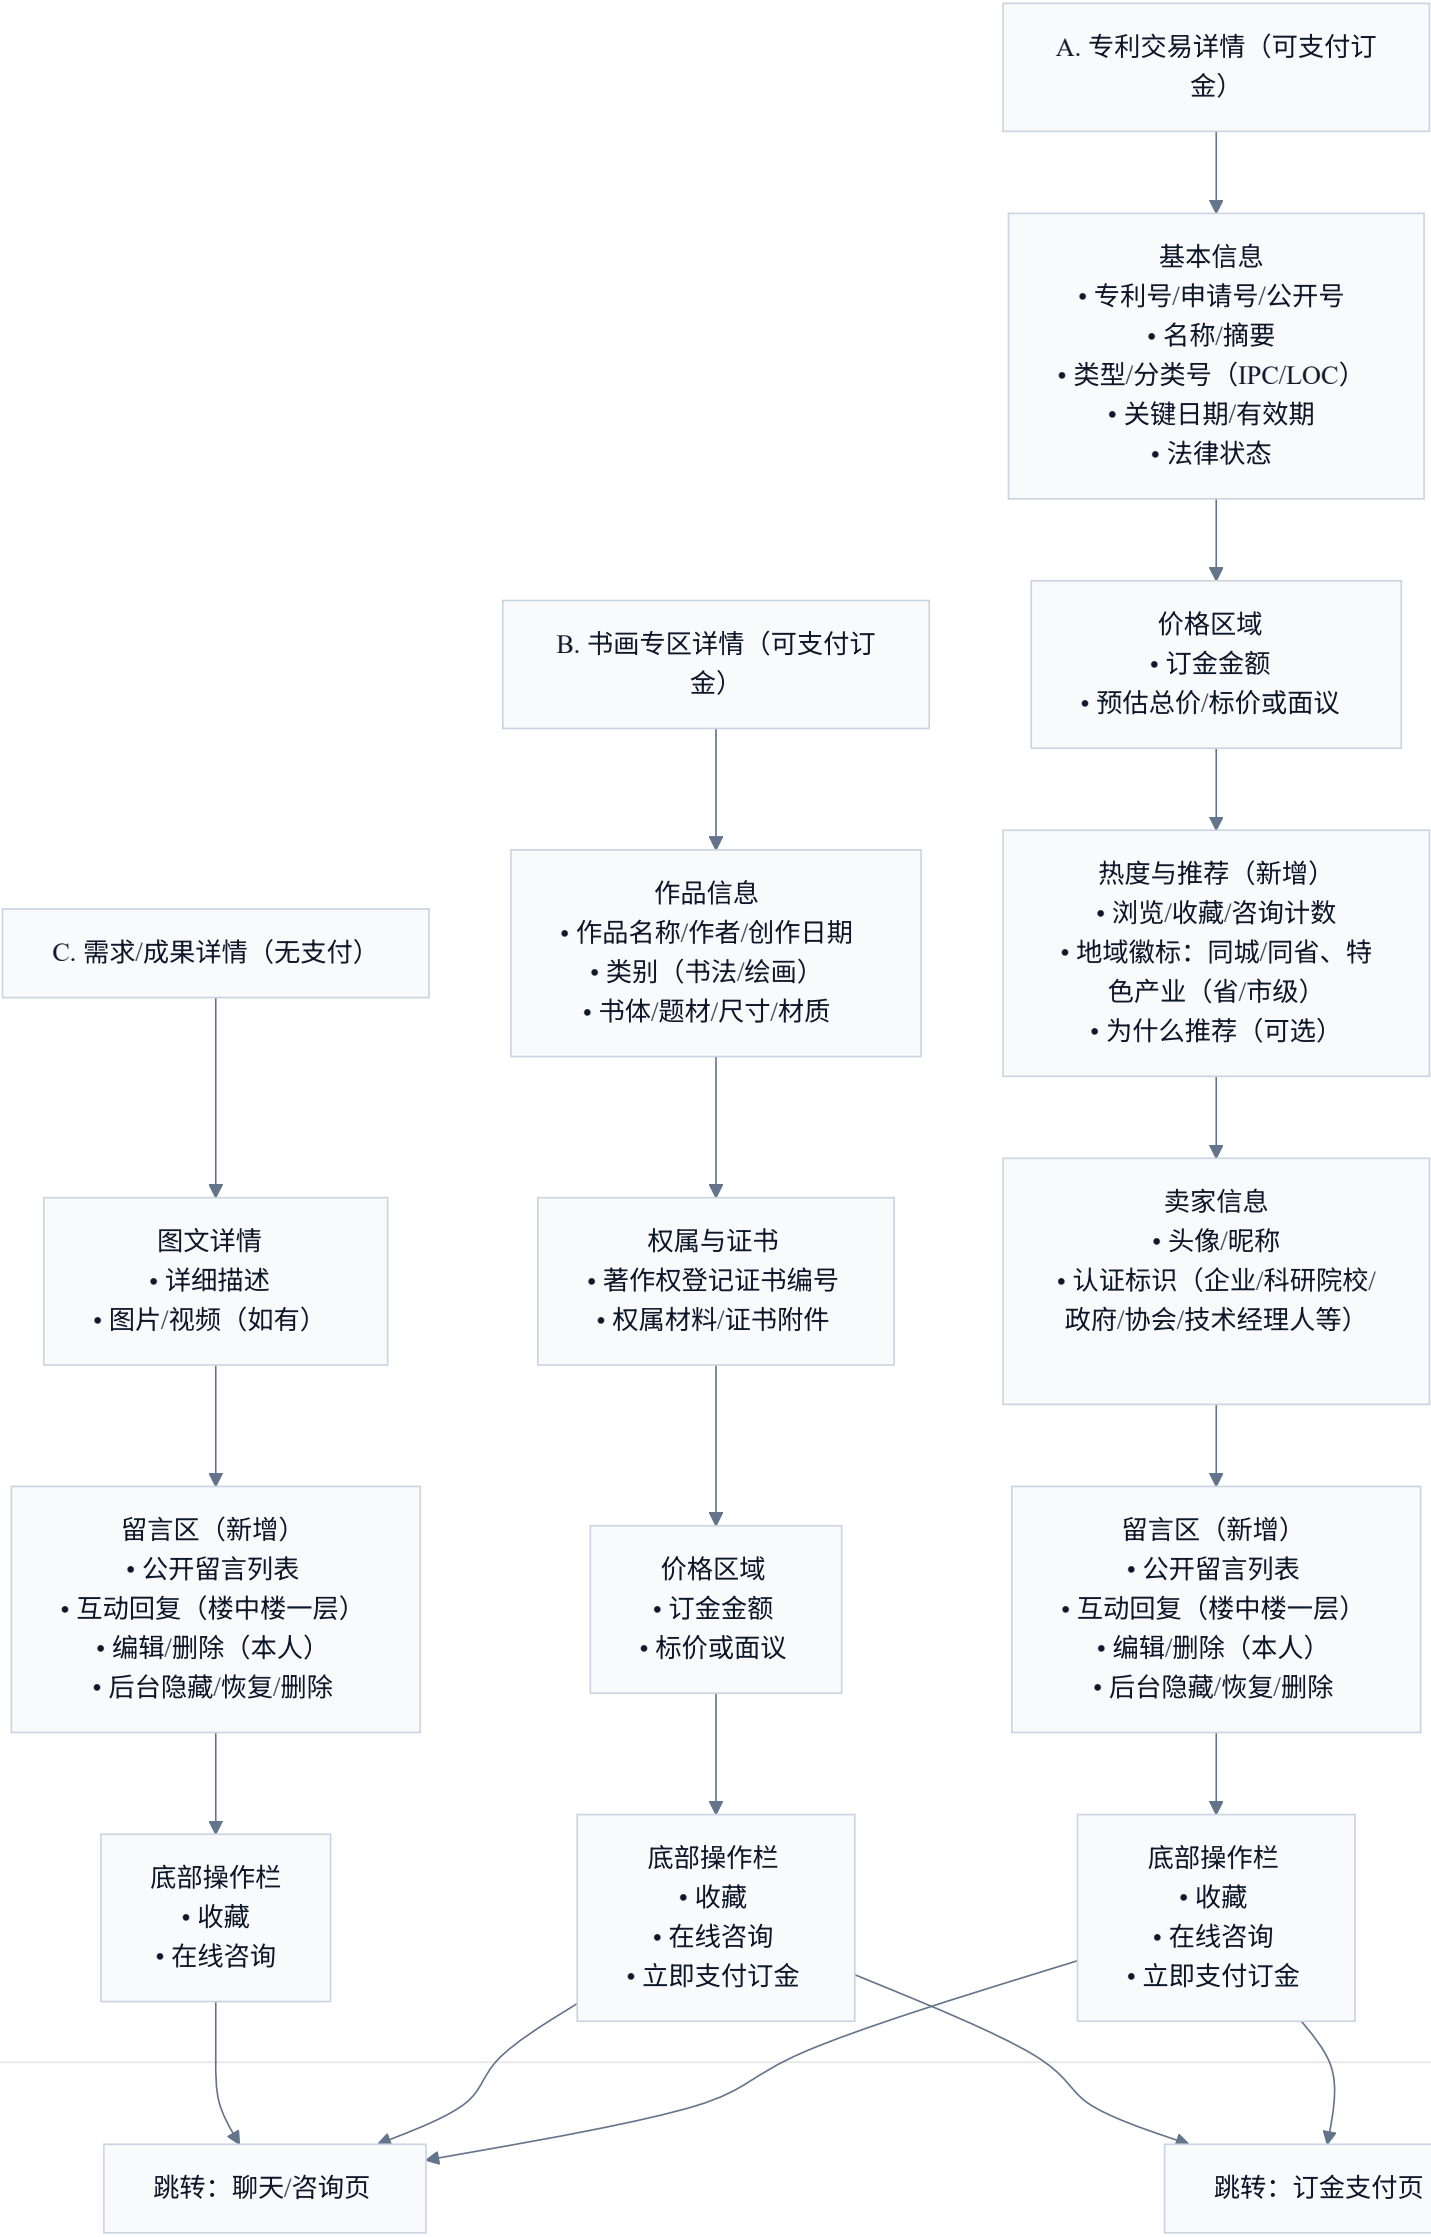 A. 专利交易详情（可支付订
金）
基本信息
• 专利号/申请号/公开号
• 名称/摘要
• 类型/分类号（IPC/LOC）
• 关键日期/有效期
• 法律状态
价格区域
• 订金金额
• 预估总价/标价或面议
热度与推荐（新增）
• 浏览/收藏/咨询计数
• 地域徽标：同城/同省、特
色产业（省/市级）
• 为什么推荐（可选）
卖家信息
• 头像/昵称
• 认证标识（企业/科研院校/
政府/协会/技术经理人等）
留言区（新增）
• 公开留言列表
• 互动回复（楼中楼一层）
• 编辑/删除（本人）
• 后台隐藏/恢复/删除
底部操作栏
• 收藏
• 在线咨询
• 立即支付订金
B. 书画专区详情（可支付订
金）
作品信息
• 作品名称/作者/创作日期
• 类别（书法/绘画）
• 书体/题材/尺寸/材质
权属与证书
• 著作权登记证书编号
• 权属材料/证书附件
价格区域
• 订金金额
• 标价或面议
底部操作栏
• 收藏
• 在线咨询
• 立即支付订金
C. 需求/成果详情（无支付）
图文详情
• 详细描述
• 图片/视频（如有）
留言区（新增）
• 公开留言列表
• 互动回复（楼中楼一层）
• 编辑/删除（本人）
• 后台隐藏/恢复/删除
底部操作栏
• 收藏
• 在线咨询
跳转：聊天/咨询页
跳转：订金支付页